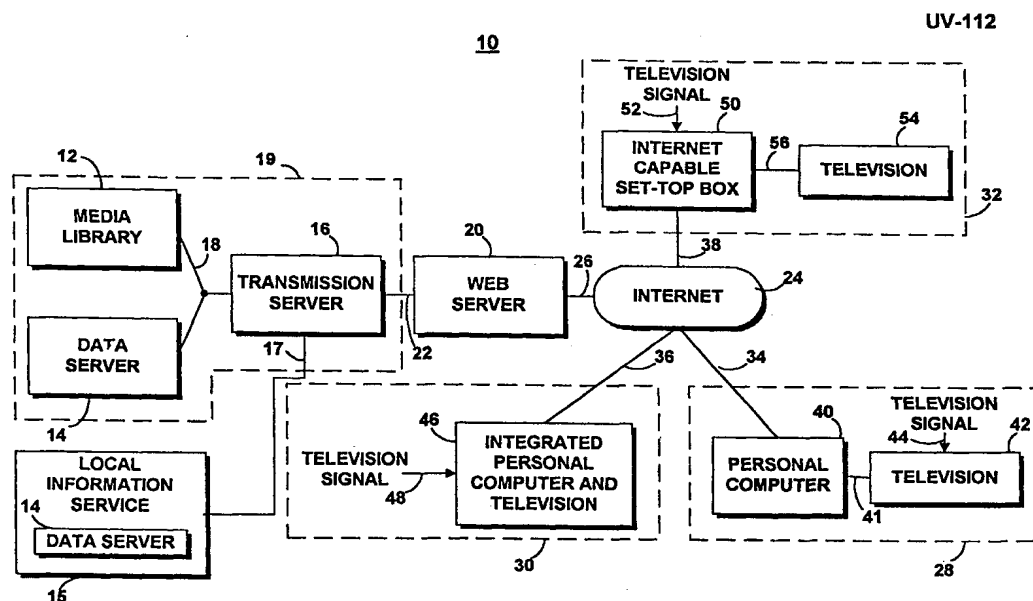 UV-112
10
TELEVISION
SIGNAL
52
50
INTERNET
CAPABLE
SET-TOP BOX
56
54
TELEVISION
32
38
12
19
MEDIA
LIBRARY
18
16
TRANSMISSION
SERVER
20
WEB
SERVER
26
INTERNET
24
DATA
SERVER
14
17
22
36
34
LOCAL
INFORMATION
SERVICE
14
DATA SERVER
15
TELEVISION
SIGNAL
48
46
INTEGRATED
PERSONAL
COMPUTER AND
TELEVISION
30
40
PERSONAL
COMPUTER
41
TELEVISION
SIGNAL
44
42
TELEVISION
28